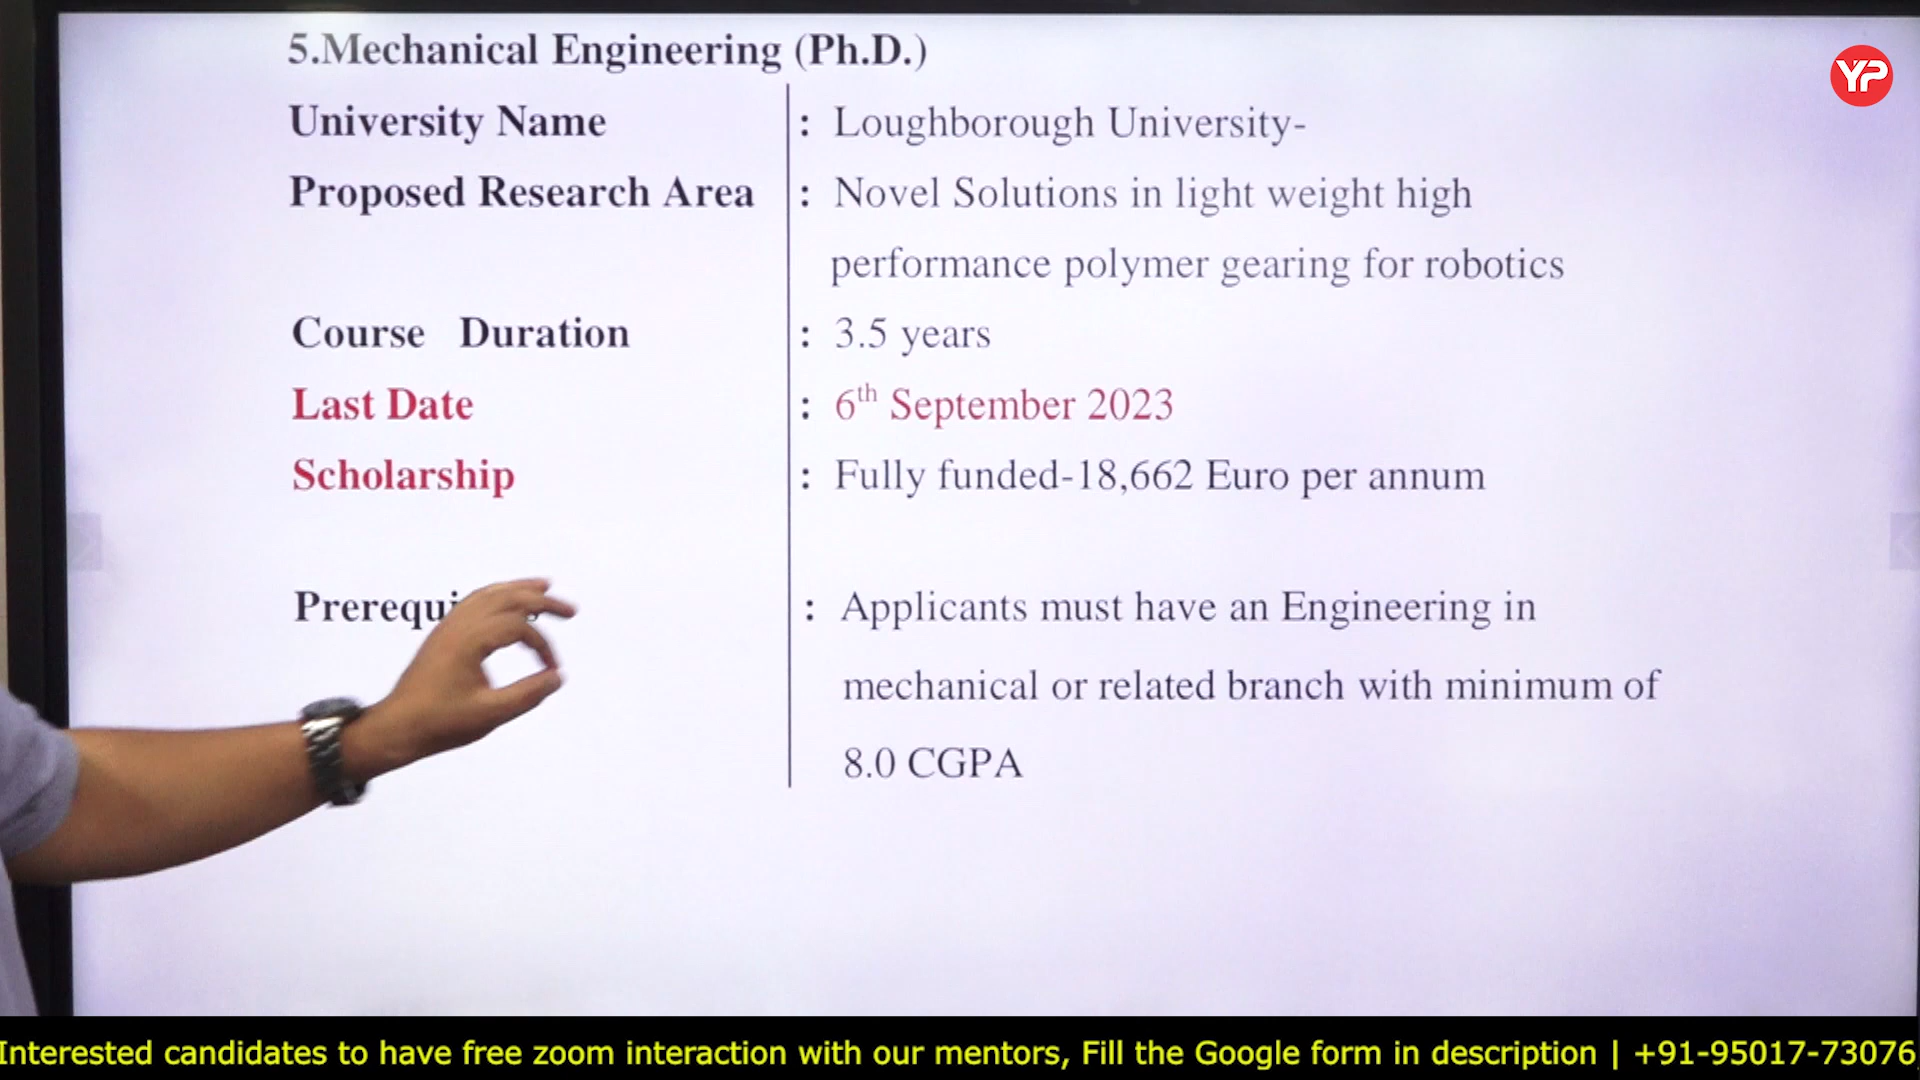 5.Mechanical Engineering (Ph.D.)
YP
University Name : Loughborough University-
Proposed Research Area : Novel Solutions in light weight high
performance polymer gearing for robotics
Course Duration : 3.5 years
Last Date : 6th September 2023
Scholarship : Fully funded-18,662 Euro per annum
: Applicants must have an Engineering in
mechanical or related branch with minimum of
8.0 CGPA
Interested candidates to have free zoom interaction with our mentors, Fill the Google form in description | +91-95017-73076